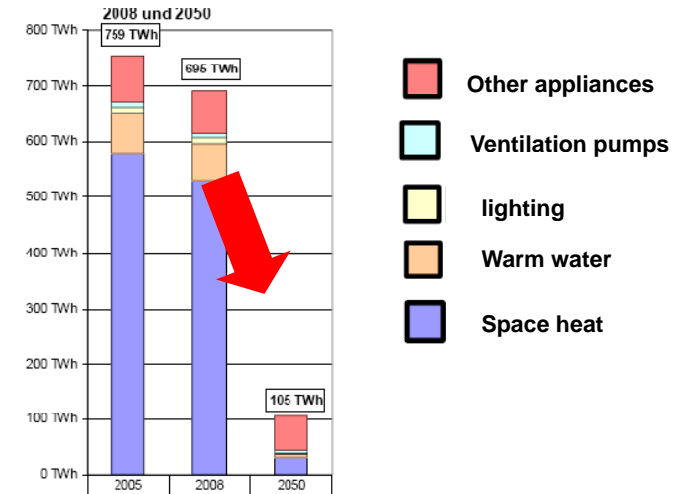 2008 und 2050
800 TWh
759 TWh
700 TWh
695 TWh
600 TWh
500 TWh
400 TWh
300 TWh
200 TWh
105 TWh
100 TWh
0 TWh
2005 2008 2050
Other appliances
Ventilation pumps
lighting
Warm water
Space heat